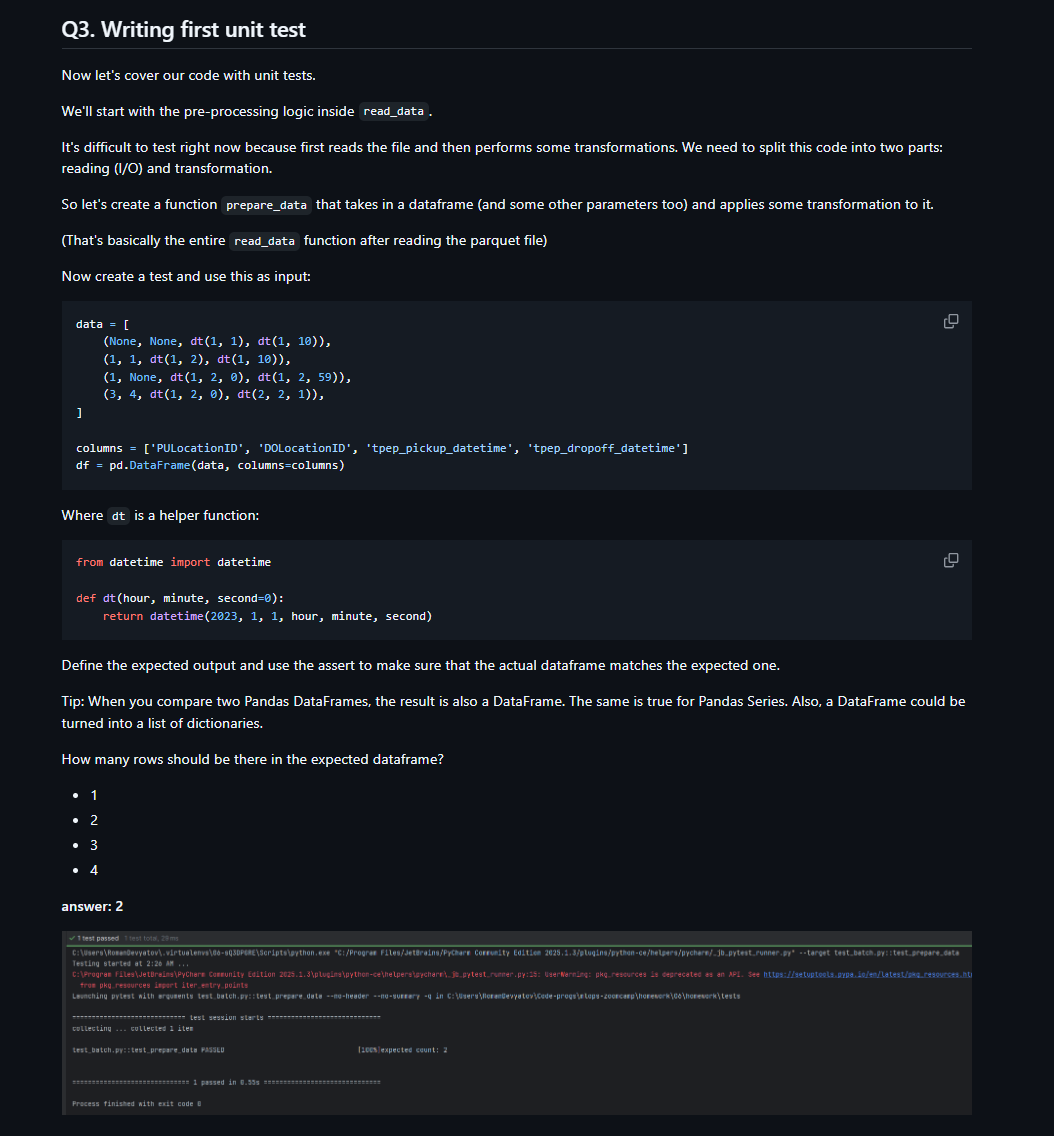 Q3. Writing first unit test
Now let's cover our code with unit tests.
We'll start with the pre-processing logic inside read_data.
It's difficult to test right now because first reads the file and then performs some transformations. We need to split this code into two parts:
reading (I/O) and transformation.
So let's create a function prepare_data that takes in a dataframe (and some other parameters too) and applies some transformation to it.
(That's basically the entire read_data function after reading the parquet file)
Now create a test and use this as input:
data = [
    (None, None, dt(1, 1), dt(1, 10)),
    (1, 1, dt(1, 2), dt(1, 10)),
    (1, None, dt(1, 2, 0), dt(1, 2, 59)),
    (3, 4, dt(1, 2, 0), dt(2, 2, 1)),
]
columns = ['PULocationID', 'DOLocationID', 'tpep_pickup_datetime', 'tpep_dropoff_datetime']
df = pd.DataFrame(data, columns=columns)
Where dt is a helper function:
from datetime import datetime
def dt(hour, minute, second=0):
    return datetime(2023, 1, 1, hour, minute, second)
Define the expected output and use the assert to make sure that the actual dataframe matches the expected one.
Tip: When you compare two Pandas DataFrames, the result is also a DataFrame. The same is true for Pandas Series. Also, a DataFrame could be
turned into a list of dictionaries.
How many rows should be there in the expected dataframe?
• 1
• 2
• 3
• 4
answer: 2
✓ 1 test passed 1 test total, 29 ms
C:\Users\RomanDevyatov\.virtualenvs\06-sQ3DP6RE\Scripts\python.exe "C:/Program Files/JetBrains/PyCharm Community Edition 2025.1.3/plugins/python-ce/helpers/pycharm/_jb_pytest_runner.py" --target test_batch.py::test_prepare_data
Testing started at 2:26 AM ...
C:\Program Files\JetBrains\PyCharm Community Edition 2025.1.3\plugins\python-ce\helpers\pycharm\_jb_pytest_runner.py:15: UserWarning: pkg_resources is deprecated as an API. See https://setuptools.pypa.io/en/latest/pkg_resources.ht
from pkg_resources import iter_entry_points
Launching pytest with arguments test_batch.py::test_prepare_data --no-header --no-summary -q in C:\Users\RomanDevyatov\Code-progs\mlops-zoomcamp\homework\06\homework\tests
============================= test session starts =============================
collecting ... collected 1 item
test_batch.py::test_prepare_data PASSED [100%]expected count: 2
============================== 1 passed in 0.55s ==============================
Process finished with exit code 0